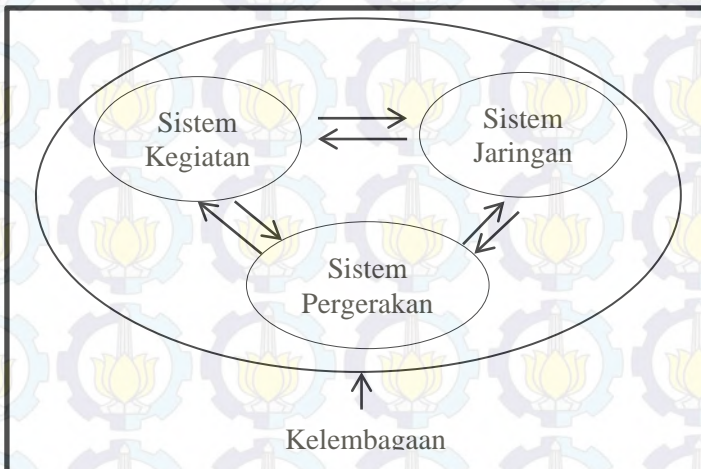 Sistem
Kegiatan
Sistem
Jaringan
Sistem
Pergerakan
Kelembagaan